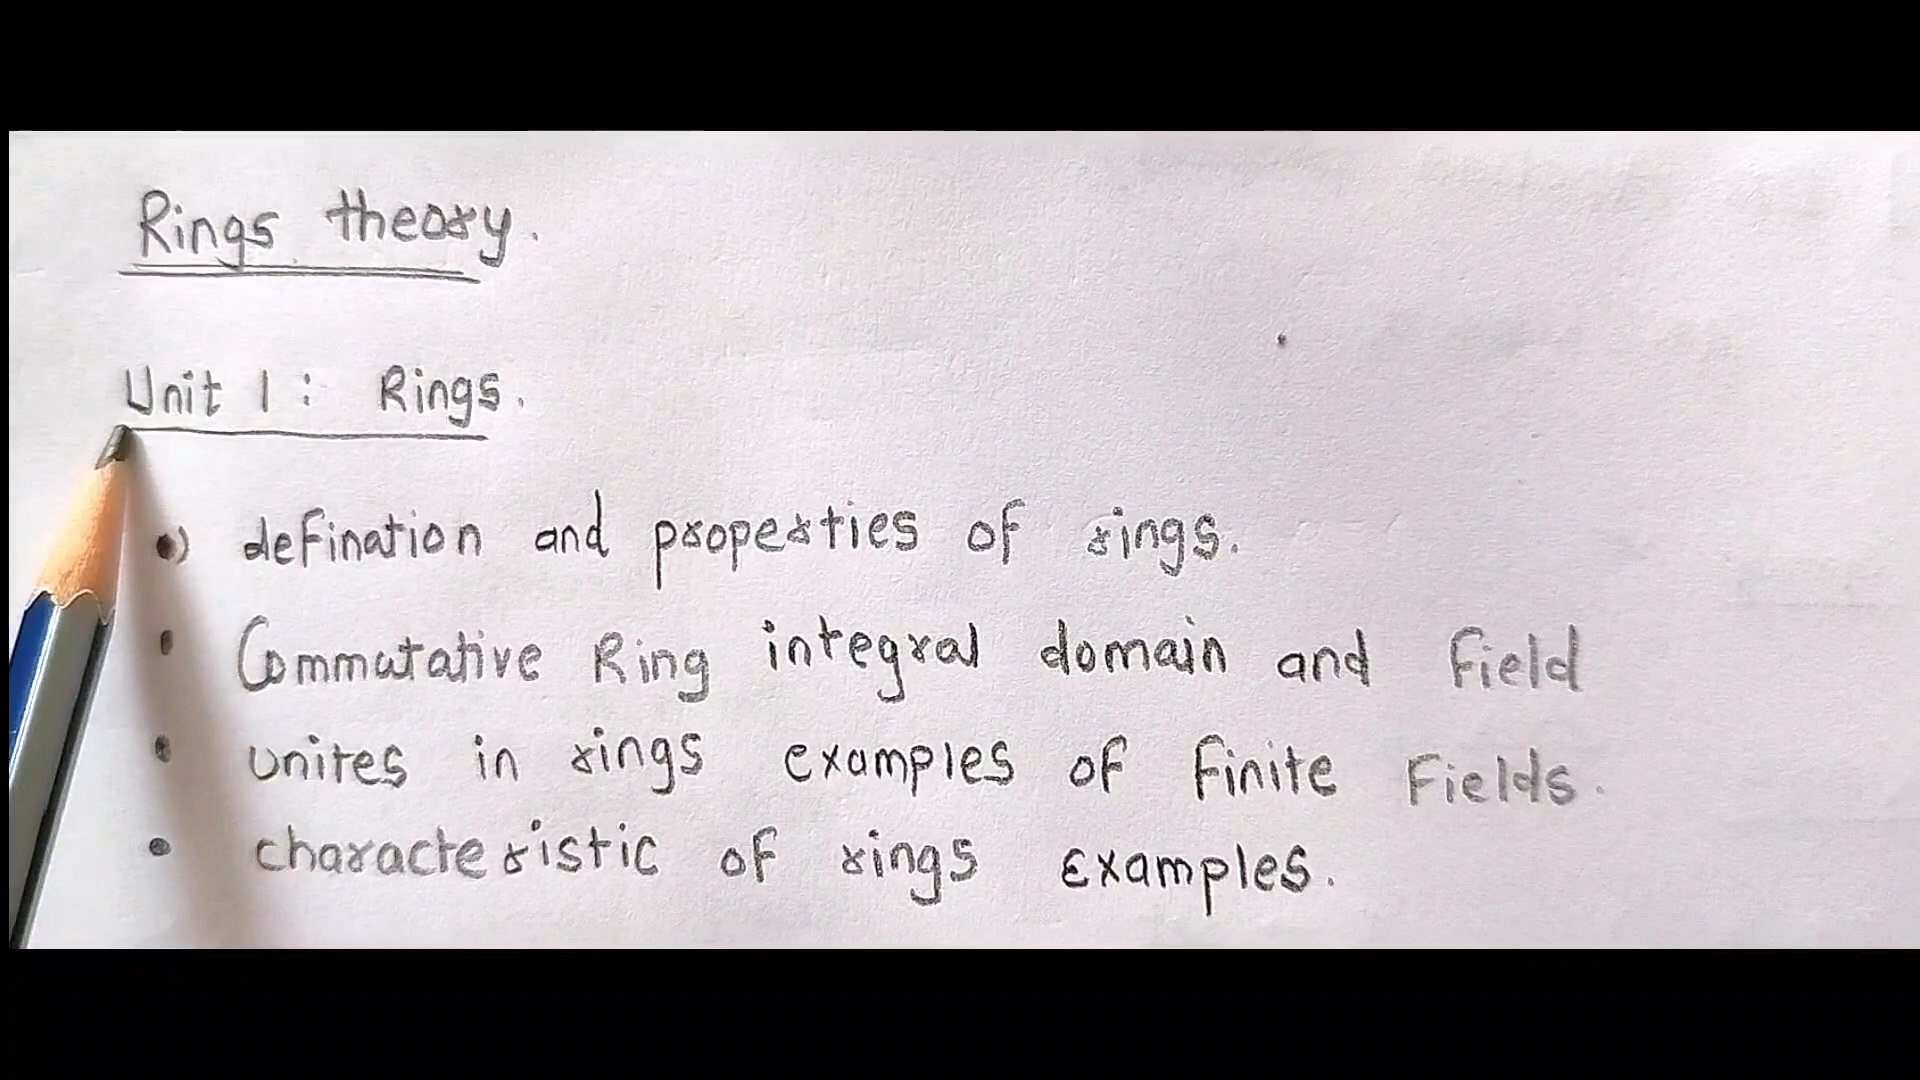 Rings theory.
Unit 1 : Rings.
defination and properties of rings.
Commutative Ring integral domain and Field
unites in rings examples of Finite Fields.
characteristic of rings Examples.